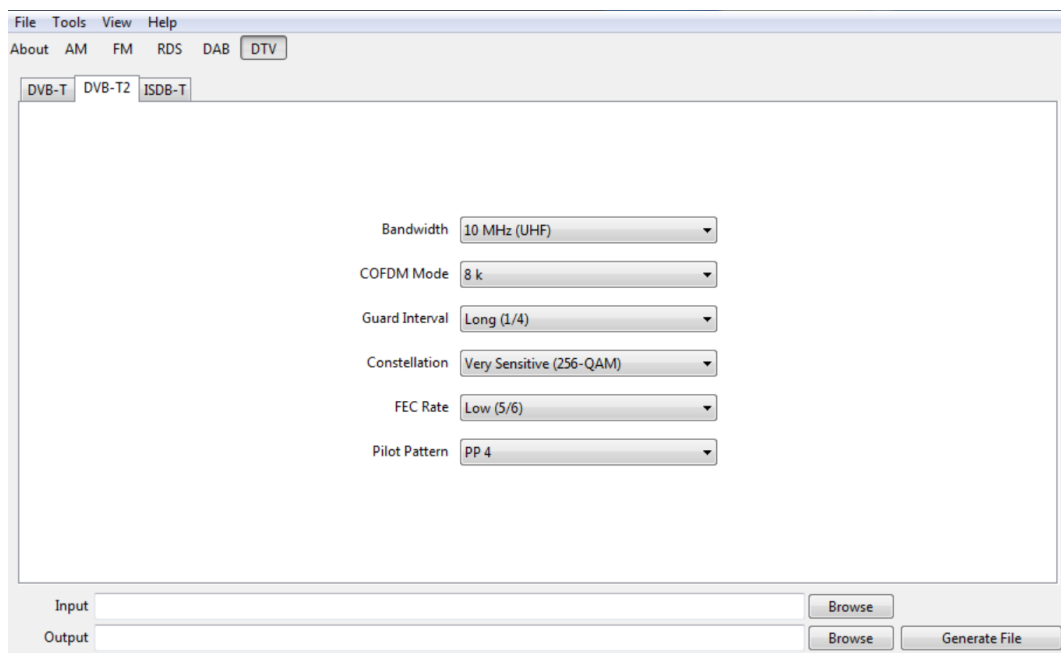 File Tools View Help
About AM FM RDS DAB DTV
DVB-T DVB-T2 ISDB-T
Bandwidth 10 MHz (UHF)
COFDM Mode 8 k
Guard Interval Long (1/4)
Constellation Very Sensitive (256-QAM)
FEC Rate Low (5/6)
Pilot Pattern PP 4
Input Browse
Output Browse Generate File